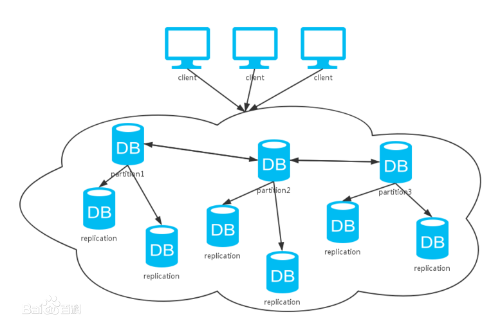 client
client
client
DB
partition1
DB
partition2
DB
partition3
DB
replication
DB
replication
DB
replication
DB
replication
DB
replication
DB
replication
Bai百科